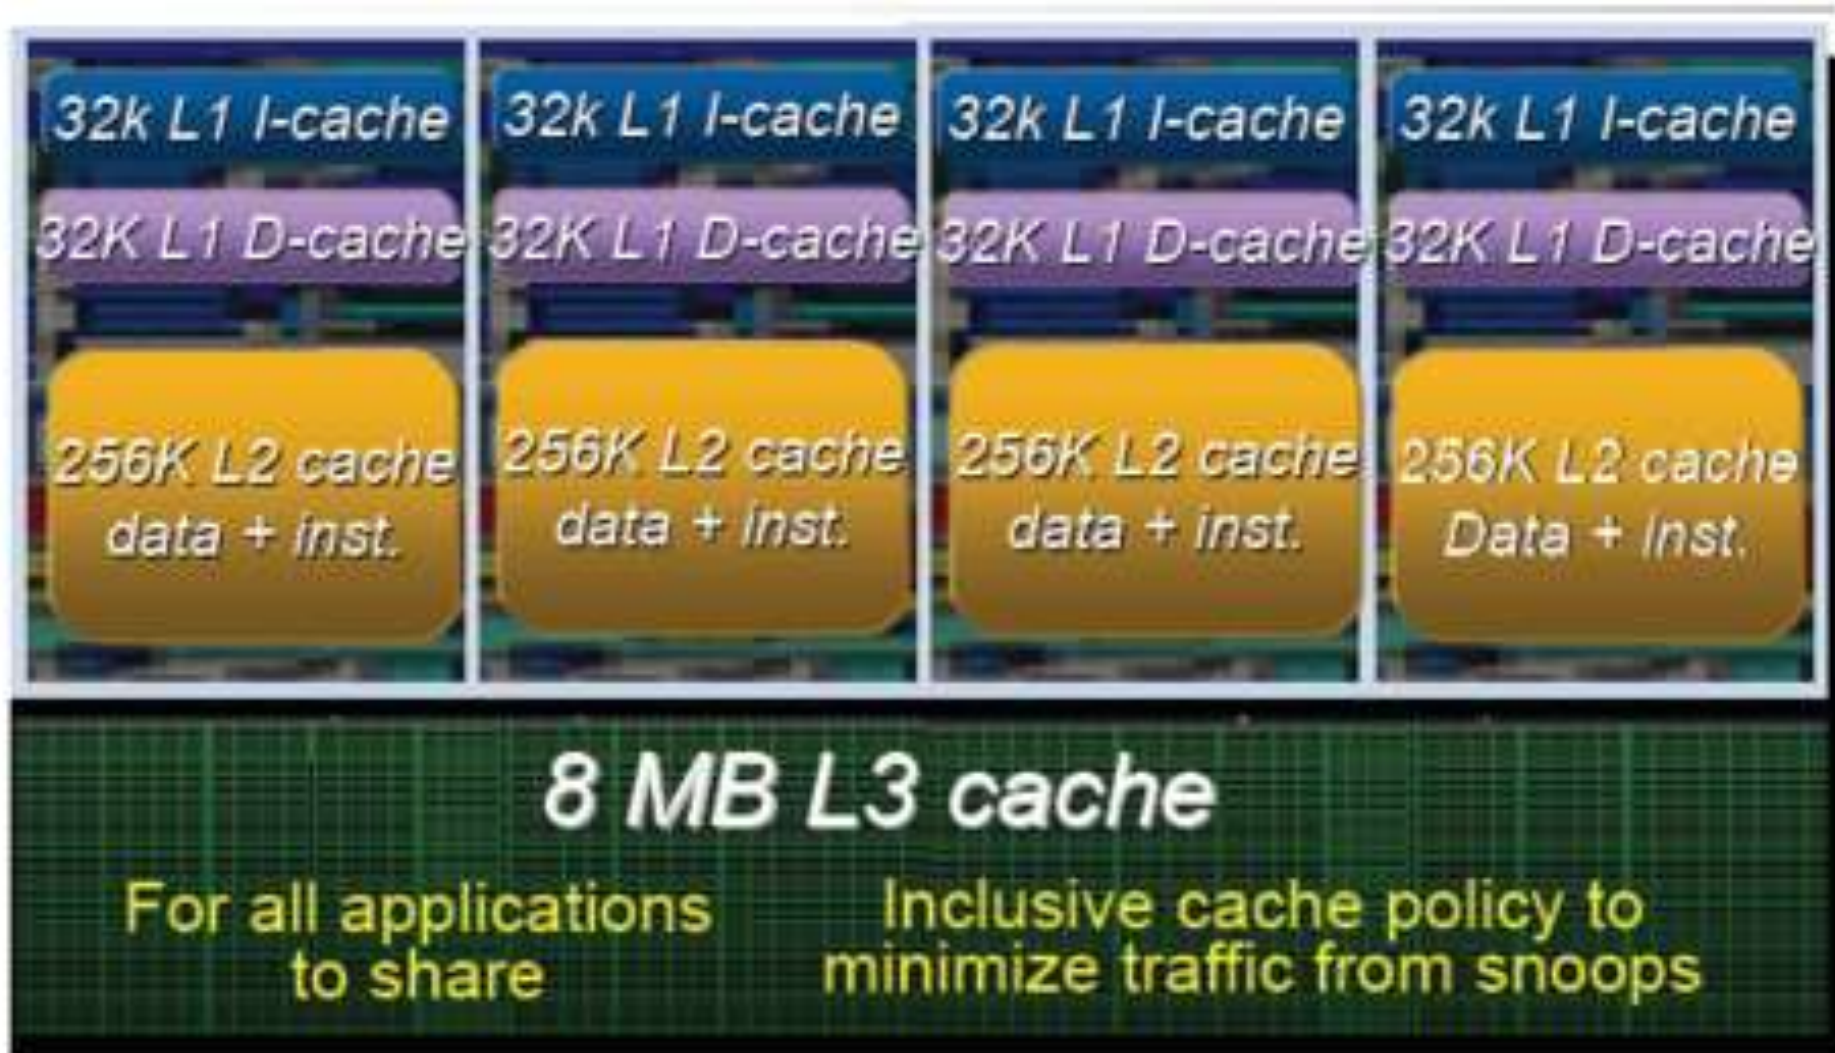 32k L1 I-cache
32K L1 D-cache
256K L2 cache
data + inst.
32k L1 I-cache
32K L1 D-cache
256K L2 cache
data + inst.
32k L1 I-cache
32K L1 D-cache
256K L2 cache
data + inst.
32k L1 I-cache
32K L1 D-cache
256K L2 cache
Data + inst.
8 MB L3 cache
For all applications
to share
Inclusive cache policy to
minimize traffic from snoops